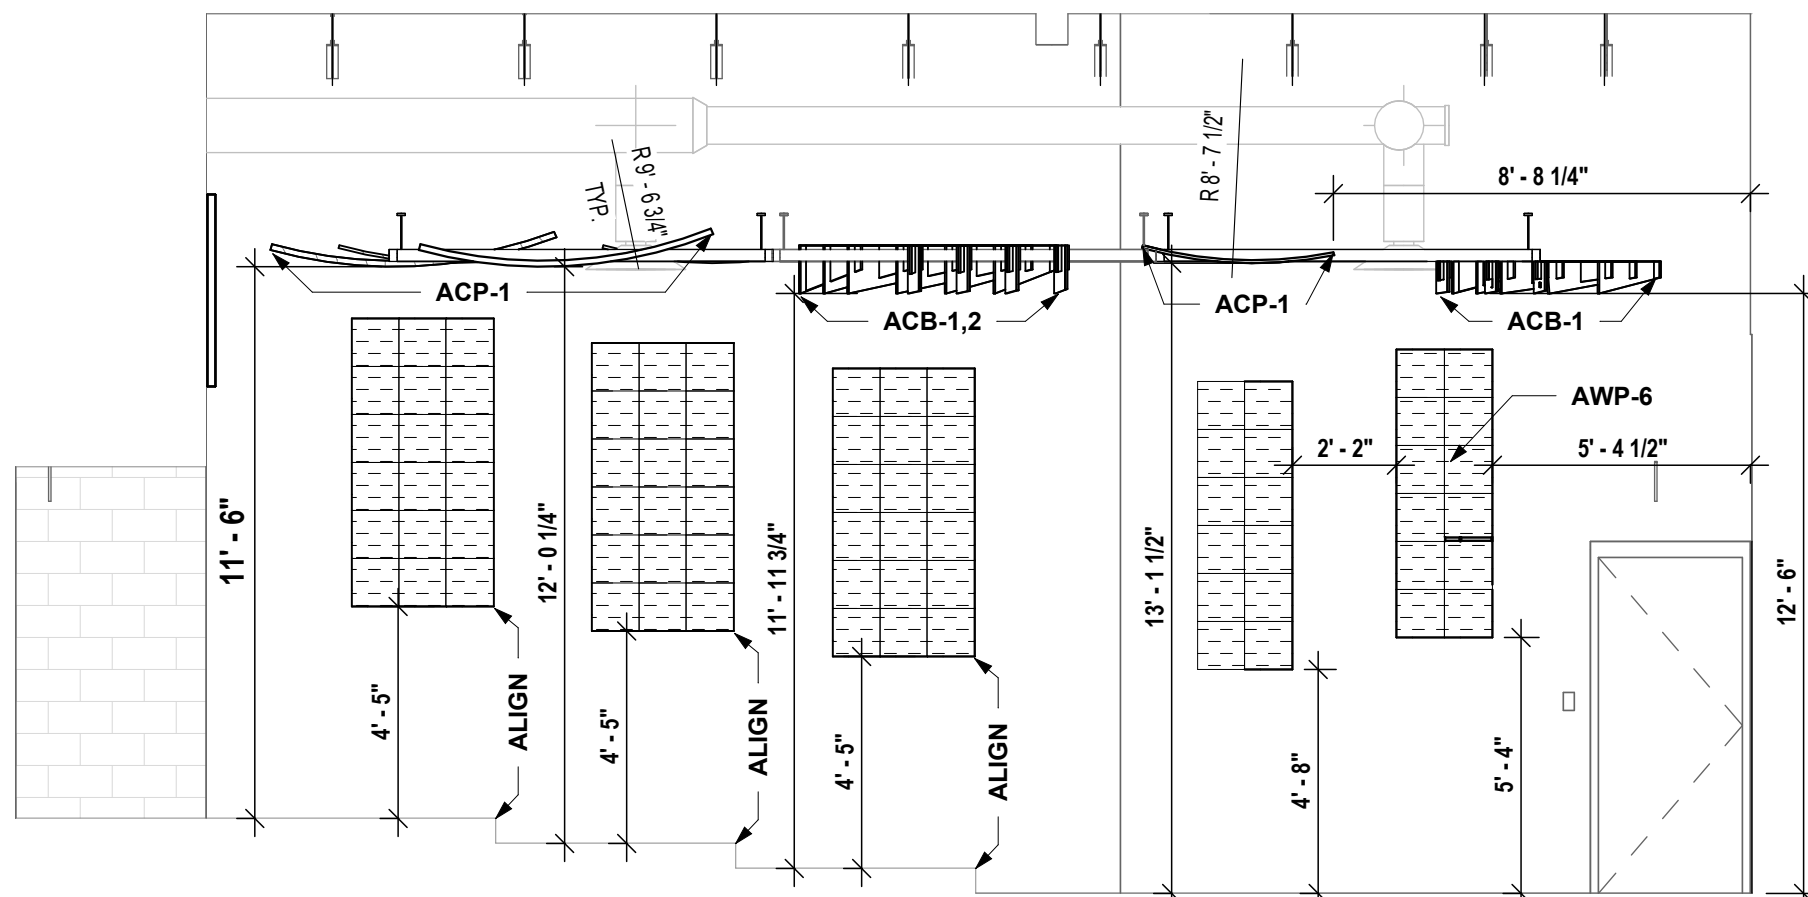 R 9' - 6 3/4"
TYP.
R 8' - 7 1/2"
8' - 8 1/4"
ACP-1
ACB-1,2
ACP-1
ACB-1
AWP-6
2' - 2"
5' - 4 1/2"
11' - 6"
12' - 0 1/4"
11' - 11 3/4"
13' - 1 1/2"
12' - 6"
4' - 5"
ALIGN
4' - 5"
ALIGN
4' - 5"
ALIGN
4' - 8"
5' - 4"